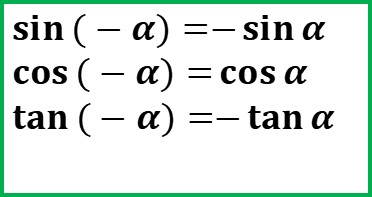 sin ( − α) =− sin α
cos ( − α) = cos α
tan ( − α) =− tan α